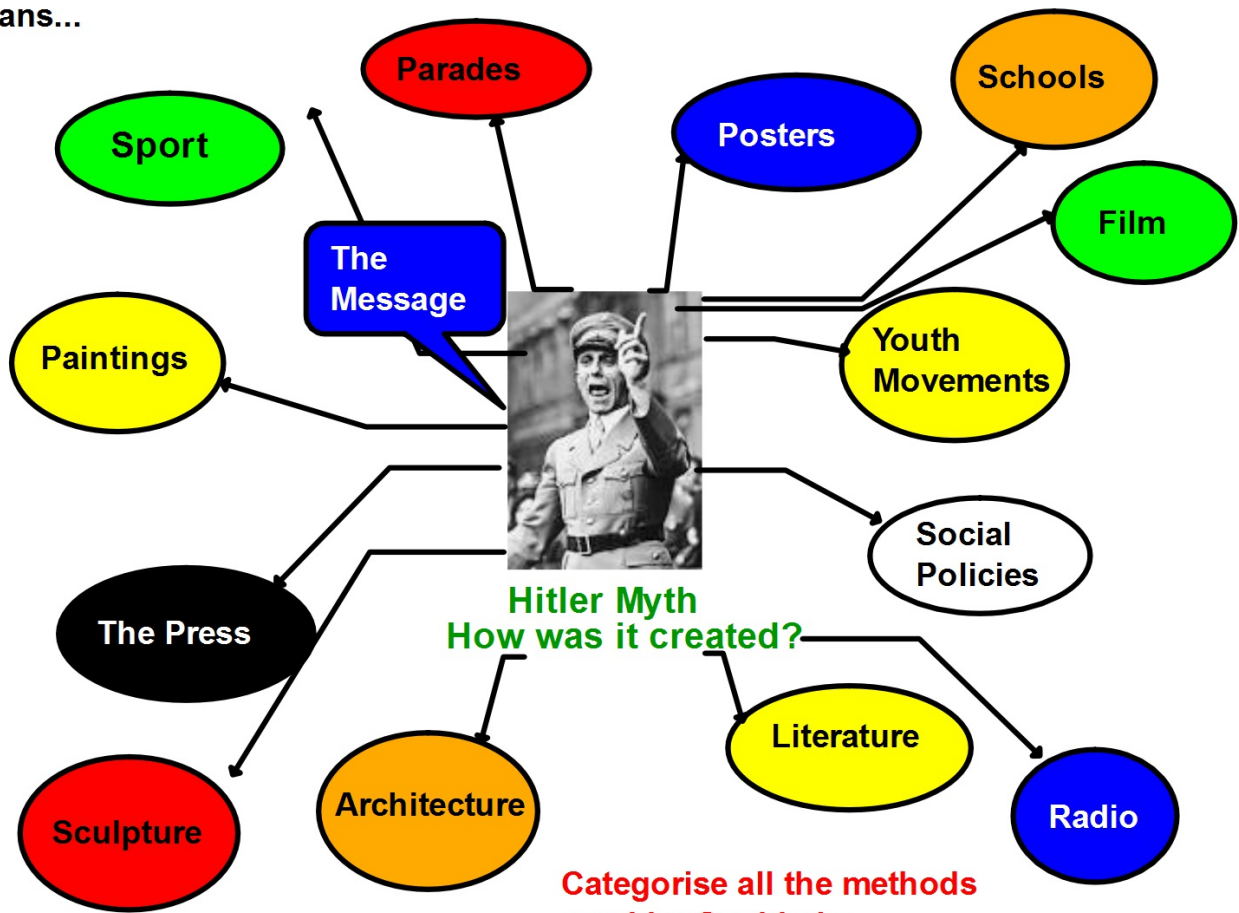 ans...
Parades
Schools
Posters
Sport
Film
The
Message
Youth
Movements
Paintings
Social
Policies
Hitler Myth
How was it created?
The Press
Literature
Architecture
Radio
Sculpture
Categorise all the methods